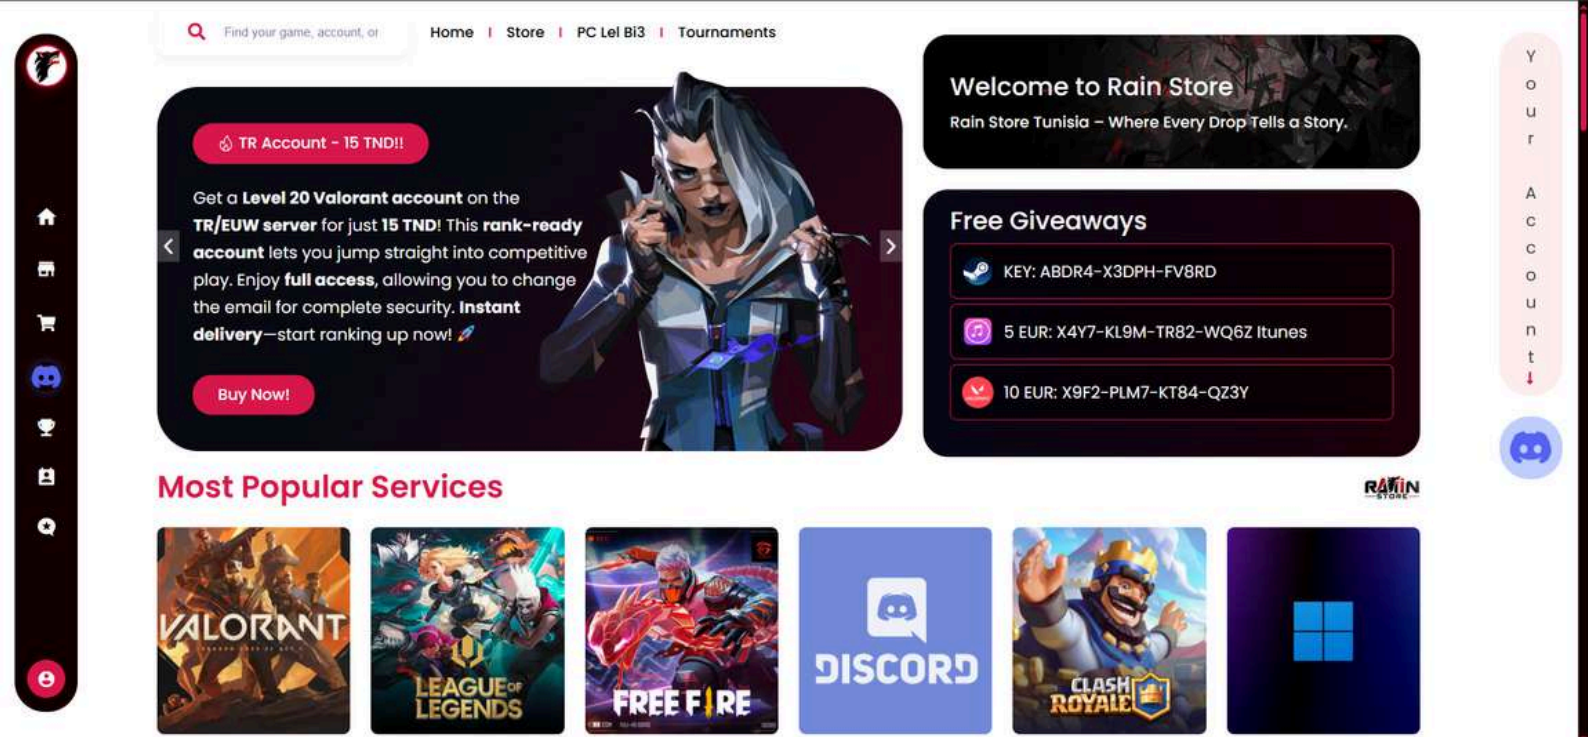 Find your game, account, or
Home | Store | PC Lel Bi3 | Tournaments
TR Account - 15 TND!!
Get a Level 20 Valorant account on the
TR/EUW server for just 15 TND! This rank-ready
account lets you jump straight into competitive
play. Enjoy full access, allowing you to change
the email for complete security. Instant
delivery—start ranking up now! 🚀
Buy Now!
Welcome to Rain Store
Rain Store Tunisia – Where Every Drop Tells a Story.
Free Giveaways
KEY: ABDR4-X3DPH-FV8RD
5 EUR: X4Y7-KL9M-TR82-WQ6Z Itunes
10 EUR: X9F2-PLM7-KT84-QZ3Y
Your Account
Most Popular Services
RAIIN
STORE
VALORANT
LEAGUE OF
LEGENDS
FREE FIRE
DISCORD
CLASH
ROYALE